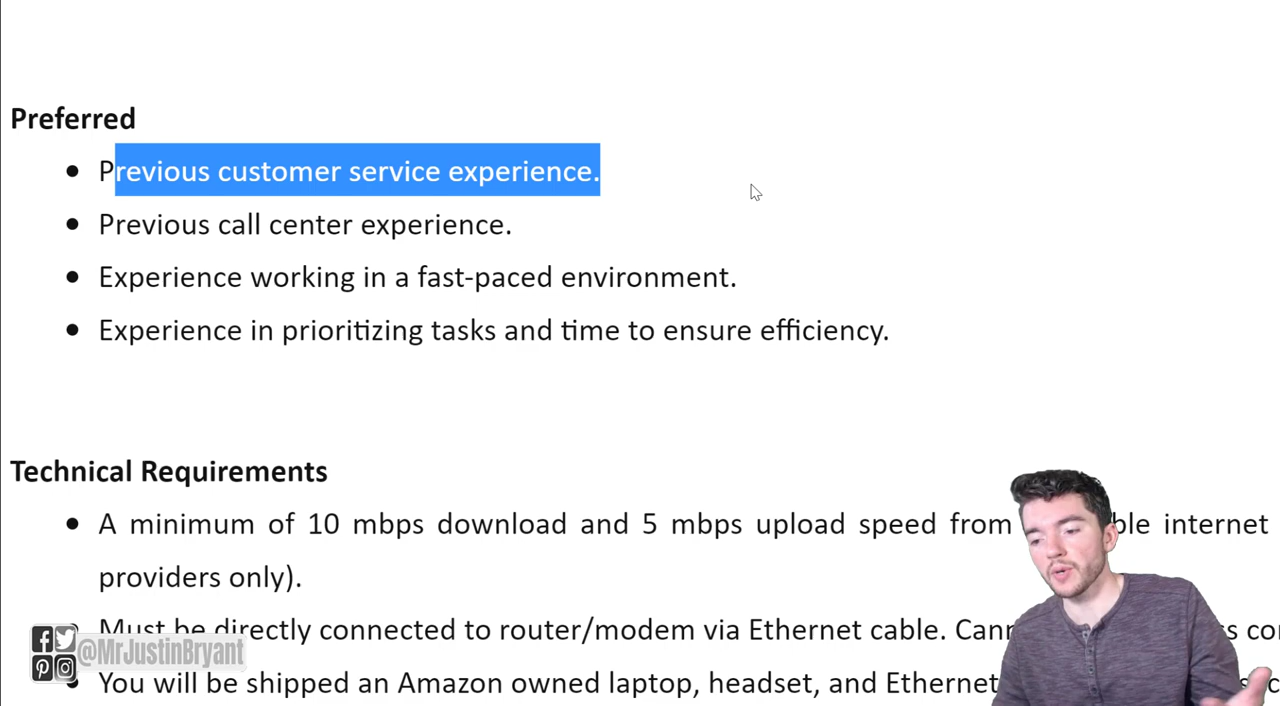 Preferred
• Previous customer service experience.
• Previous call center experience.
• Experience working in a fast-paced environment.
• Experience in prioritizing tasks and time to ensure efficiency.
Technical Requirements
• A minimum of 10 mbps download and 5 mbps upload speed from internet
providers only).
• Must be directly connected to router/modem via Ethernet cable.
@MrJustinBryant
• You will be shipped an Amazon owned laptop, headset, and Ethernet